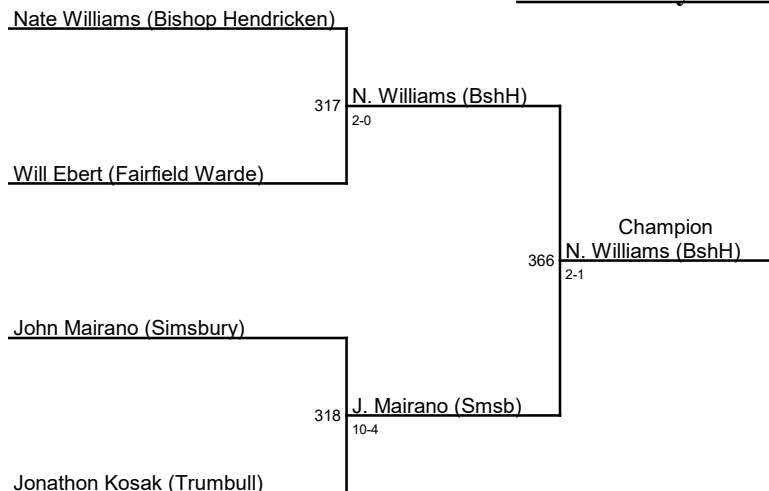 Nate Williams (Bishop Hendricken)
317
N. Williams (BshH)
2-0
Will Ebert (Fairfield Warde)
Champion
366
N. Williams (BshH)
2-1
John Mairano (Simsbury)
318
J. Mairano (Smsb)
10-4
Jonathon Kosak (Trumbull)